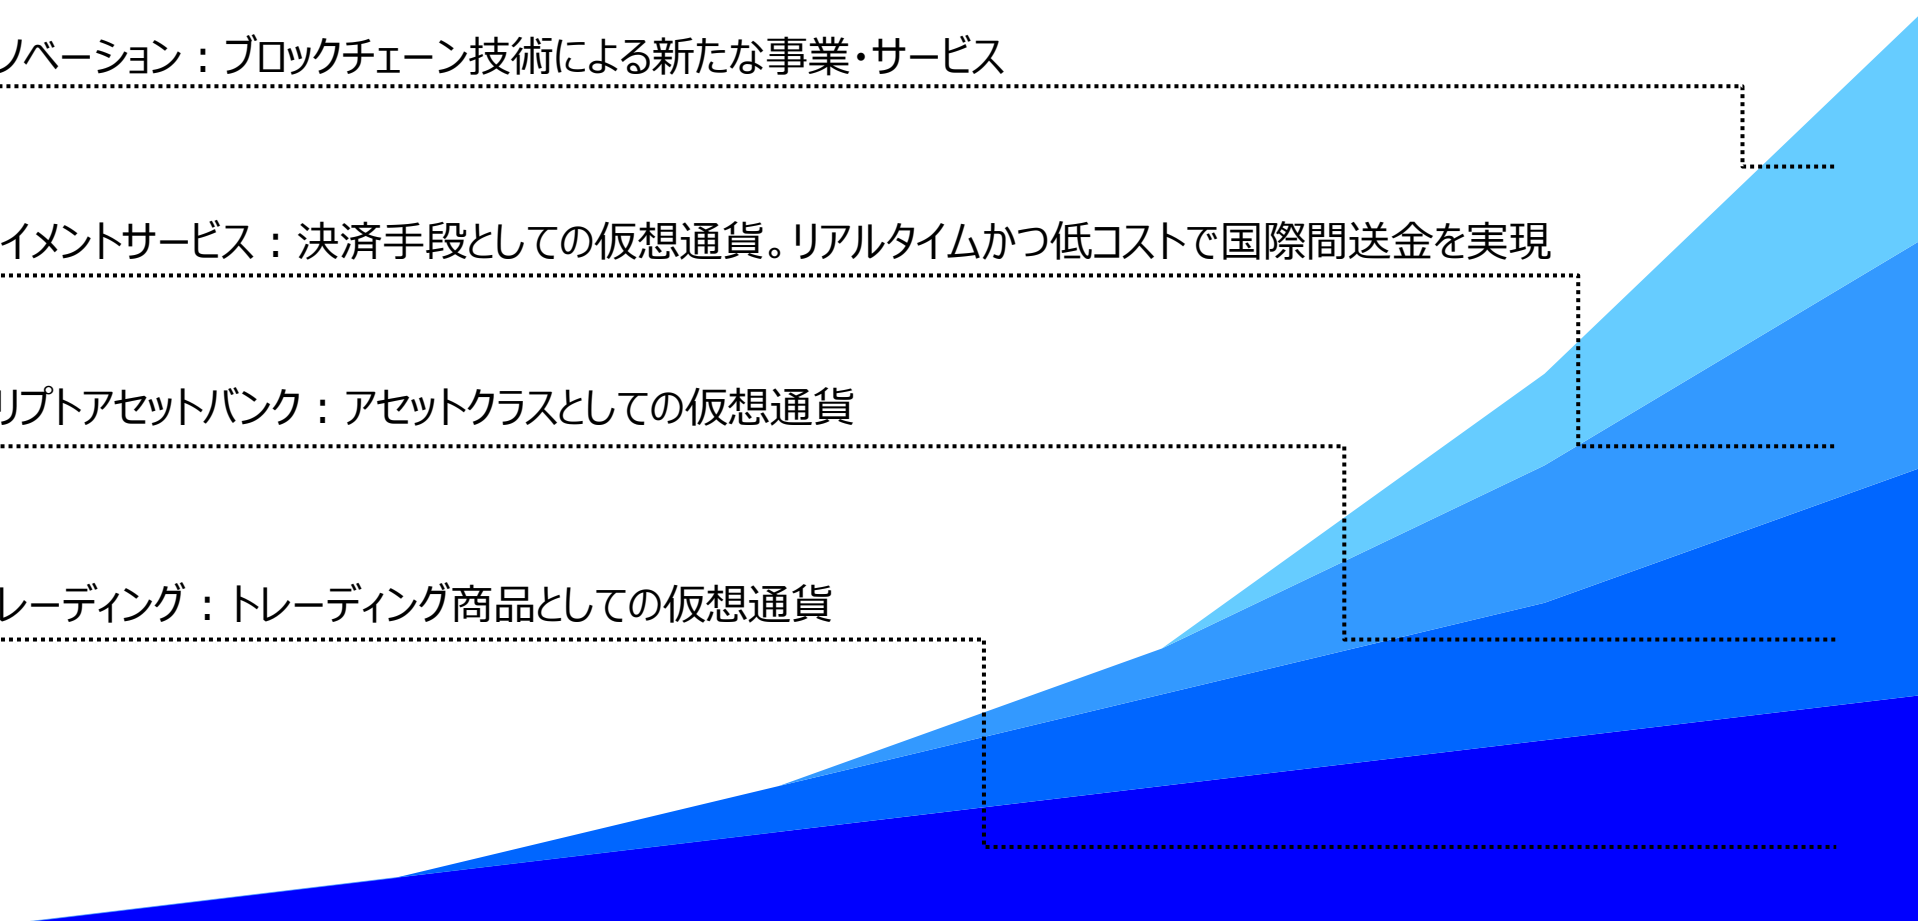 ノベーション：ブロックチェーン技術による新たな事業・サービス
イメントサービス：決済手段としての仮想通貨。リアルタイムかつ低コストで国際間送金を実現
リプトアセットバンク：アセットクラスとしての仮想通貨
レーディング：トレーディング商品としての仮想通貨